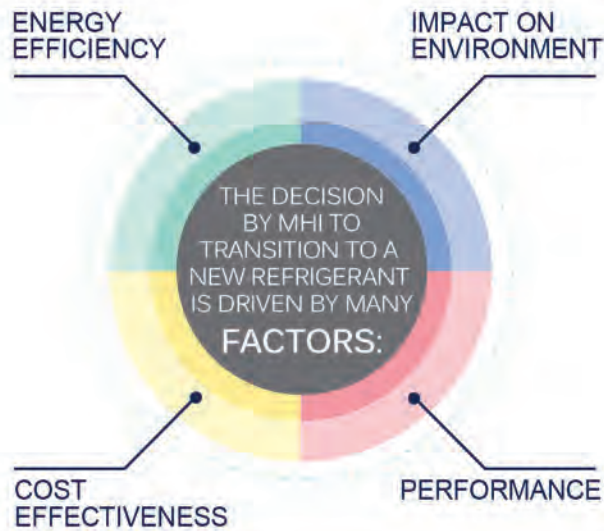 ENERGY
EFFICIENCY
IMPACT ON
ENVIRONMENT
THE DECISION
BY MHI TO
TRANSITION TO A
NEW REFRIGERANT
IS DRIVEN BY MANY
FACTORS:
COST
EFFECTIVENESS
PERFORMANCE